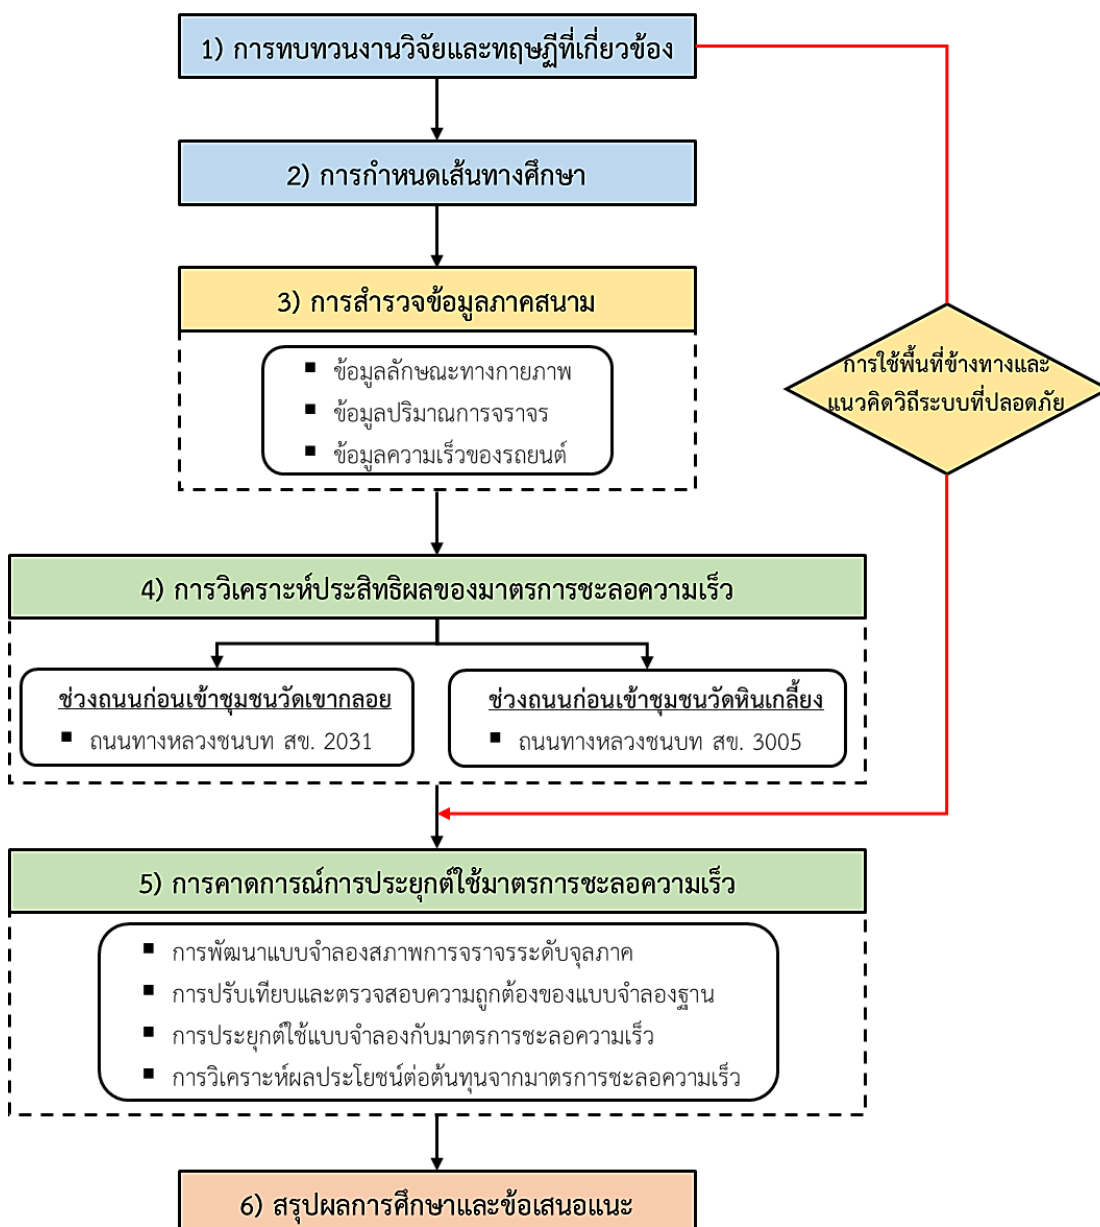 1) การทบทวนงานวิจัยและทฤษฏีที่เกี่ยวข้อง
2) การกำหนดเส้นทางศึกษา
3) การสำรวจข้อมูลภาคสนาม
▪ ข้อมูลลักษณะทางกายภาพ
▪ ข้อมูลปริมาณการจราจร
▪ ข้อมูลความเร็วของรถยนต์
การใช้พื้นที่ข้างทางและ
แนวคิดวิถีระบบที่ปลอดภัย
4) การวิเคราะห์ประสิทธิผลของมาตรการชะลอความเร็ว
ช่วงถนนก่อนเข้าชุมชนวัดเขากลอย
▪ ถนนทางหลวงชนบท สข. 2031
ช่วงถนนก่อนเข้าชุมชนวัดหินเกลี้ยง
▪ ถนนทางหลวงชนบท สข. 3005
5) การคาดการณ์การประยุกต์ใช้มาตรการชะลอความเร็ว
▪ การพัฒนาแบบจำลองสภาพการจราจรระดับจุลภาค
▪ การปรับเทียบและตรวจสอบความถูกต้องของแบบจำลองฐาน
▪ การประยุกต์ใช้แบบจำลองกับมาตรการชะลอความเร็ว
▪ การวิเคราะห์ผลประโยชน์ต่อต้นทุนจากมาตรการชะลอความเร็ว
6) สรุปผลการศึกษาและข้อเสนอแนะ